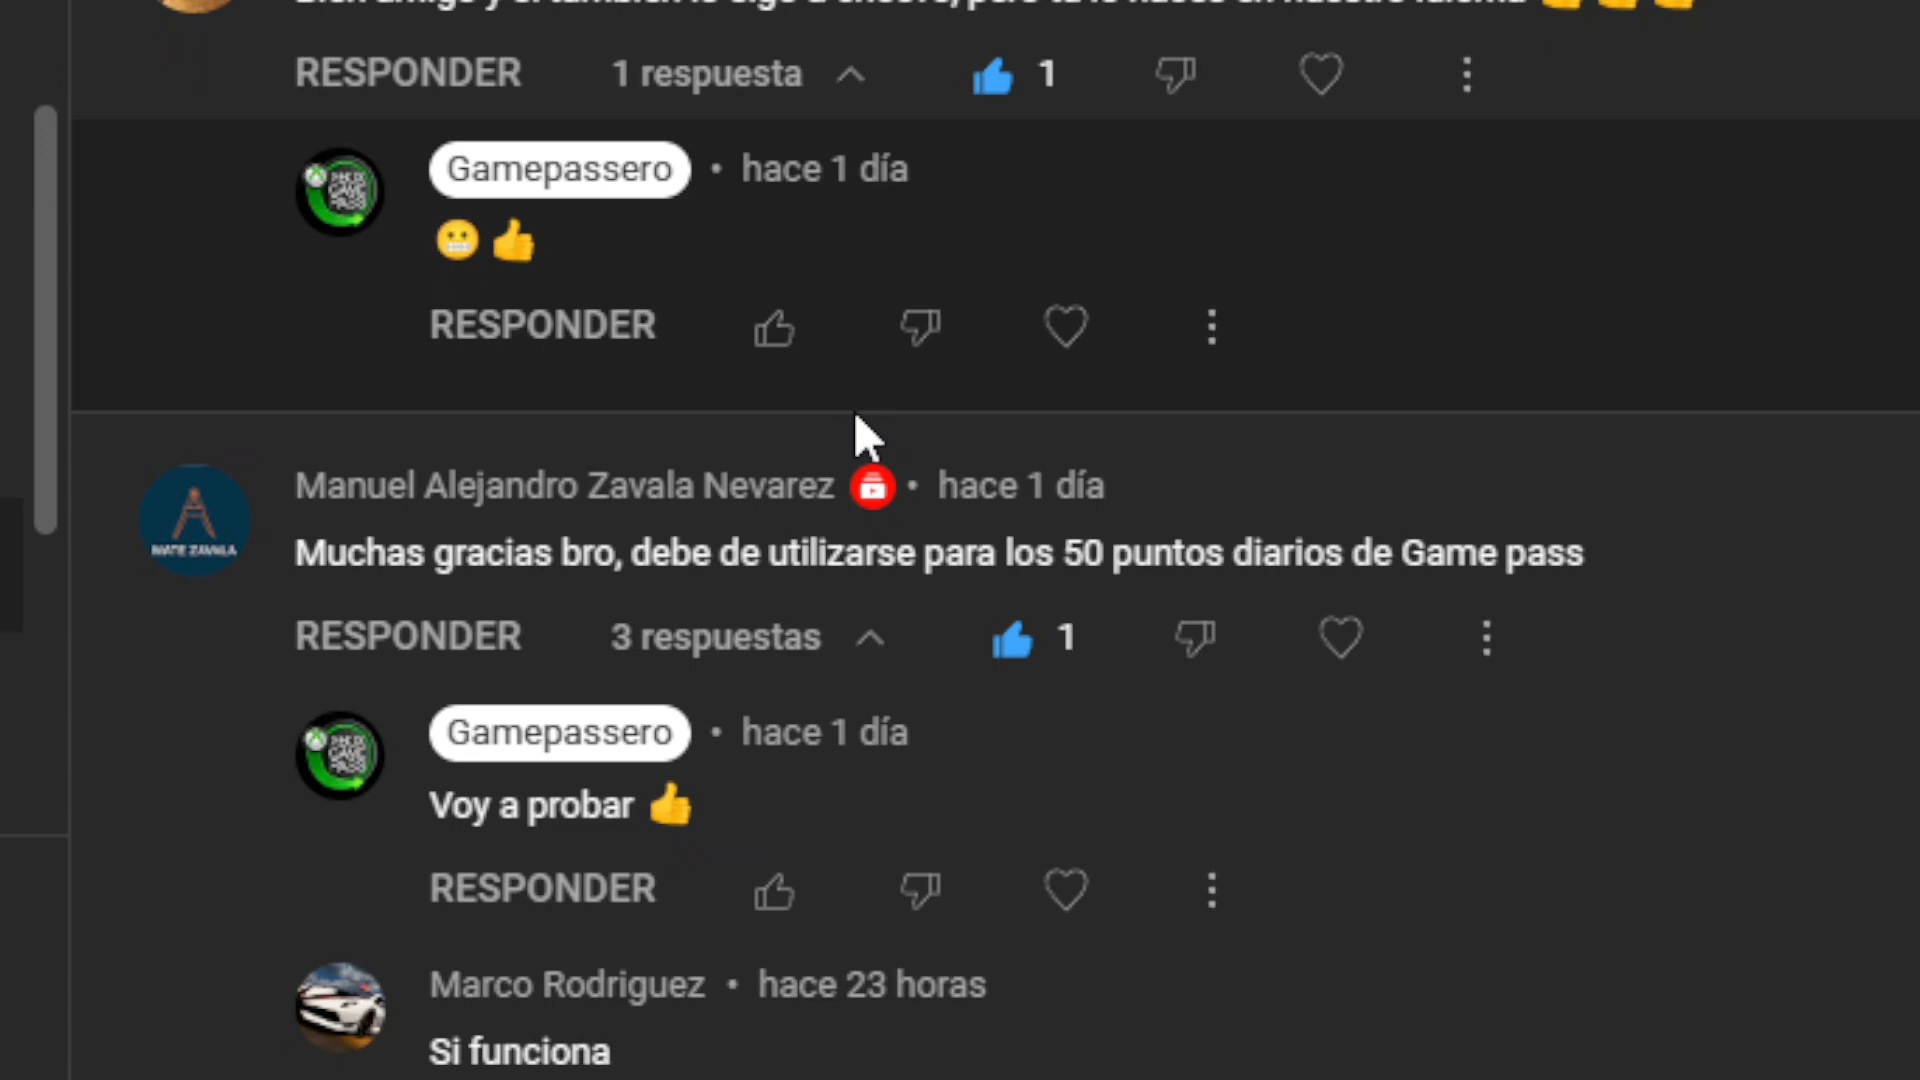 RESPONDER 1 respuesta 1
Gamepassero • hace 1 día
😬👍
RESPONDER
Manuel Alejandro Zavala Nevarez • hace 1 día
MATE ZAVALA
Muchas gracias bro, debe de utilizarse para los 50 puntos diarios de Game pass
RESPONDER 3 respuestas 1
Gamepassero • hace 1 día
Voy a probar 👍
RESPONDER
Marco Rodriguez • hace 23 horas
Si funciona